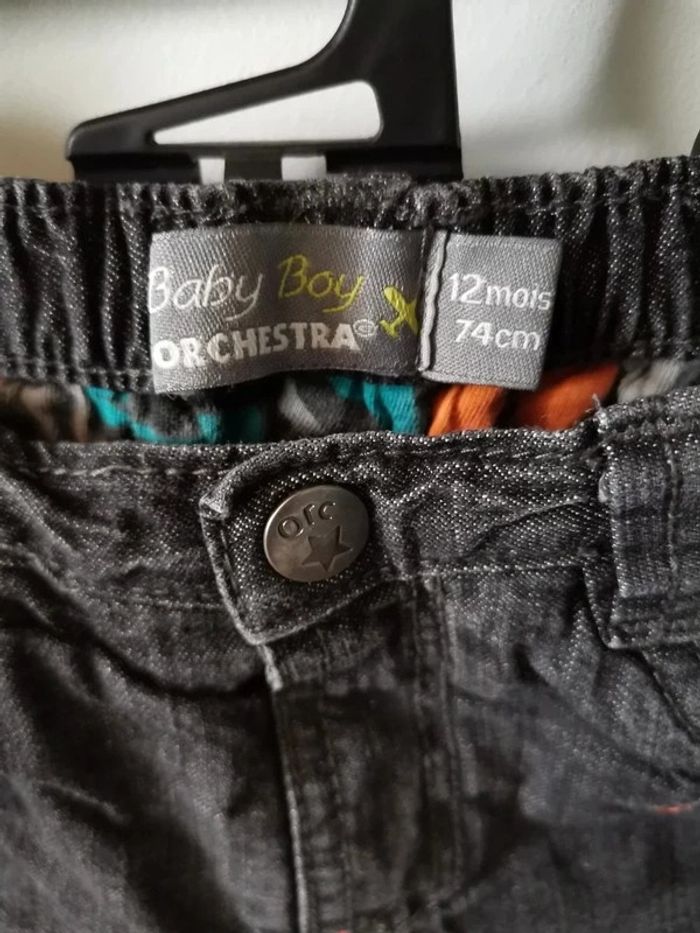 Baby Boy
ORCHESTRA®
12mois
74cm
orc